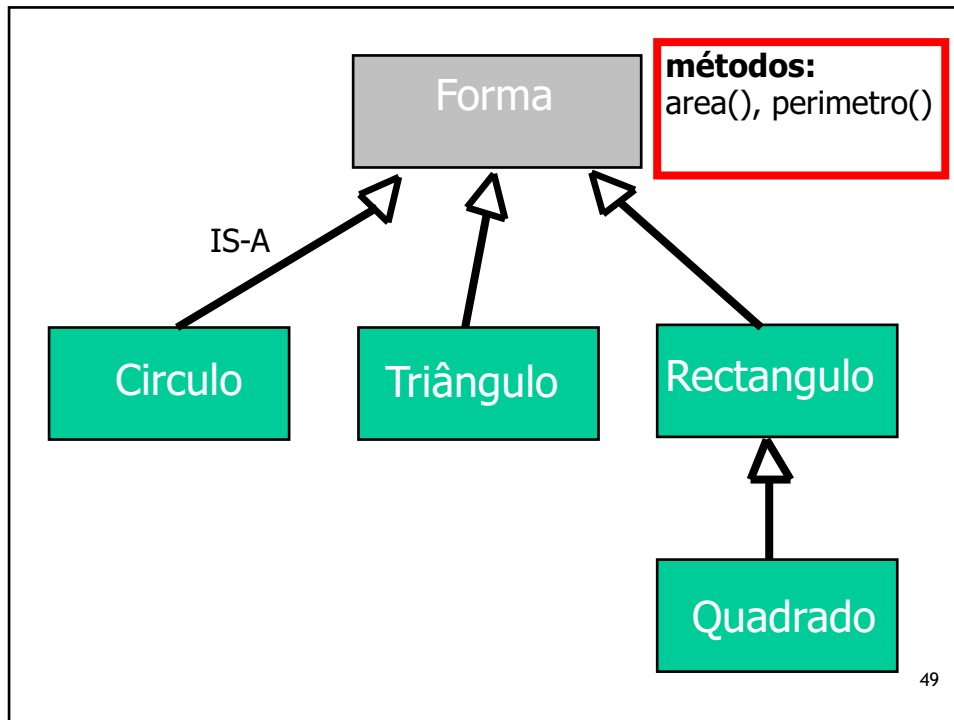 Forma
métodos:
area(), perimetro()
IS-A
Circulo
Triângulo
Rectangulo
Quadrado
49